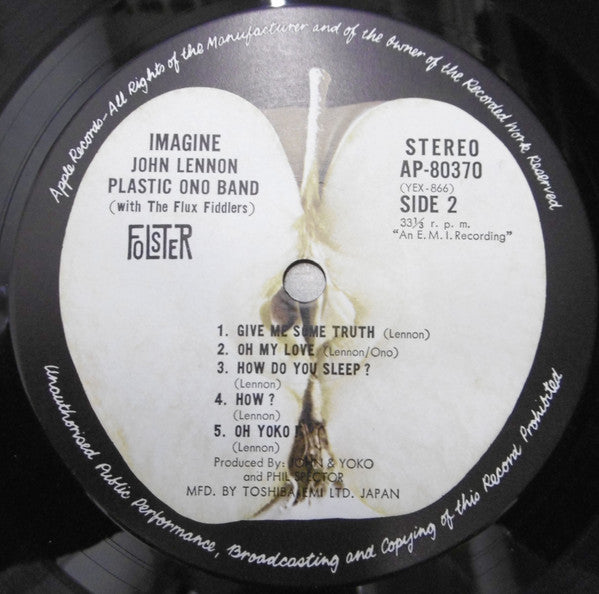 Apple Records-All Rights of the Manufacturer and of the Owner of the Recorded Work Reserved
IMAGINE
JOHN LENNON
PLASTIC ONO BAND
(with The Flux Fiddlers)
FOLSTER
STEREO
AP-80370
(YEX-866)
SIDE 2
33⅓ r. p. m.
"An E. M. I. Recording"
1. GIVE ME SOME TRUTH (Lennon)
2. OH MY LOVE (Lennon/Ono)
3. HOW DO YOU SLEEP?
(Lennon)
4. HOW?
(Lennon)
5. OH YOKO!
(Lennon)
Produced By: JOHN & YOKO
and PHIL SPECTOR
MFD. BY TOSHIBA-EMI LTD. JAPAN
Unauthorised Public Performance, Broadcasting and Copying of this Record Prohibited